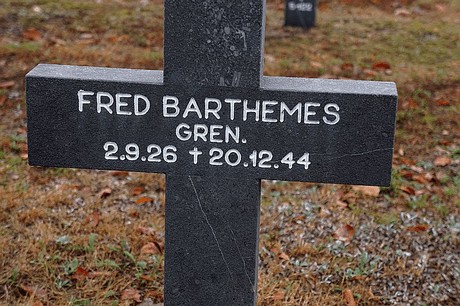 FRED BARTHEMES
GREN.
2.9.26 † 20.12.44